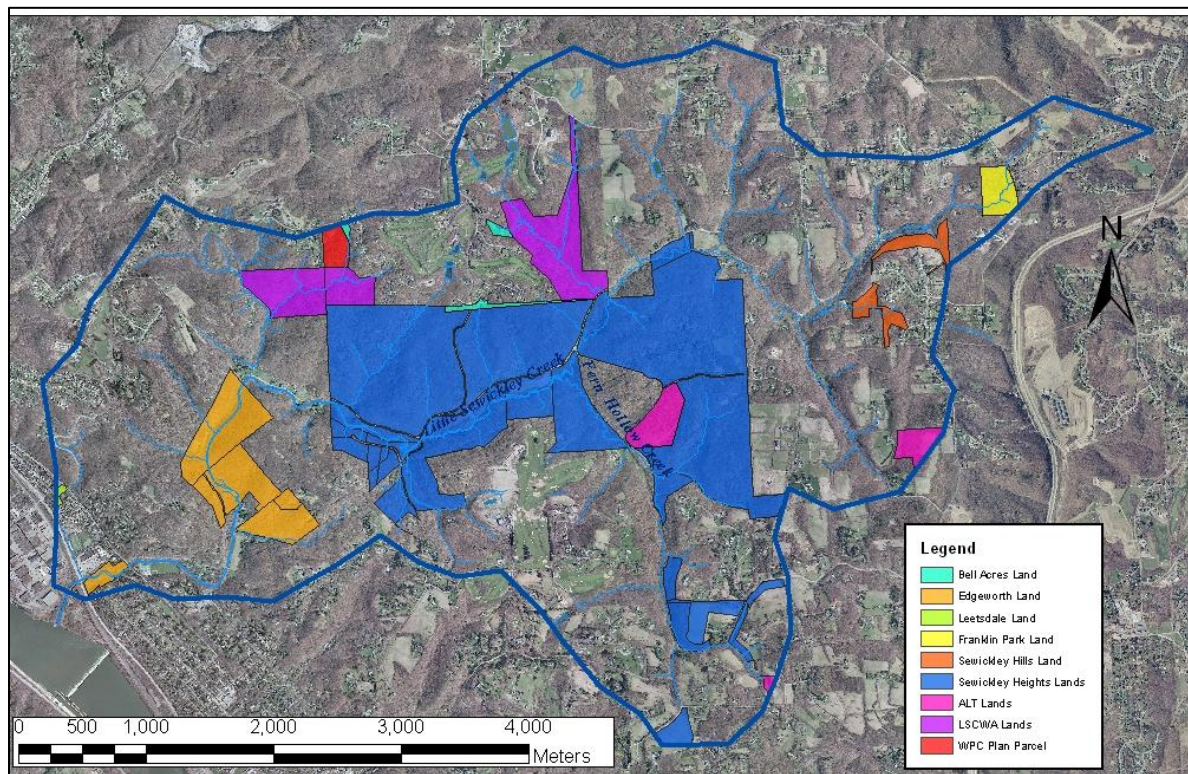 N
Little Sewickley Creek
Fern Hollow Creek
Legend
Bell Acres Land
Edgeworth Land
Leetsdale Land
Franklin Park Land
Sewickley Hills Land
Sewickley Heights Lands
ALT Lands
LSCWA Lands
WPC Plan Parcel
0 500 1,000 2,000 3,000 4,000
Meters